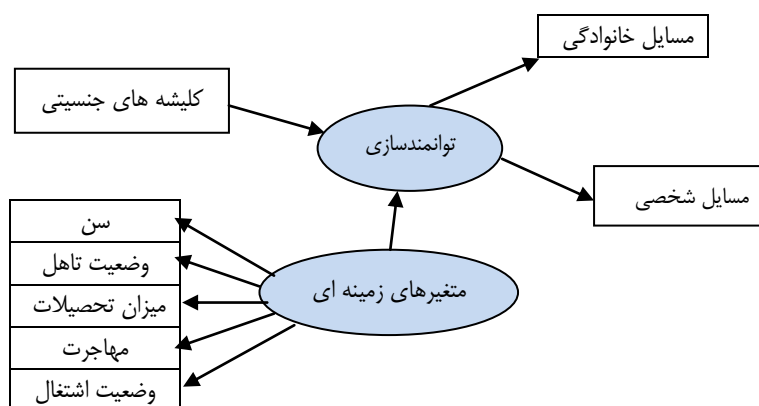 مسایل خانوادگی
کلیشه های جنسیتی
توانمندسازی
مسایل شخصی
سن
وضعیت تاهل
متغیرهای زمینه ای
میزان تحصیلات
مهاجرت
وضعیت اشتغال